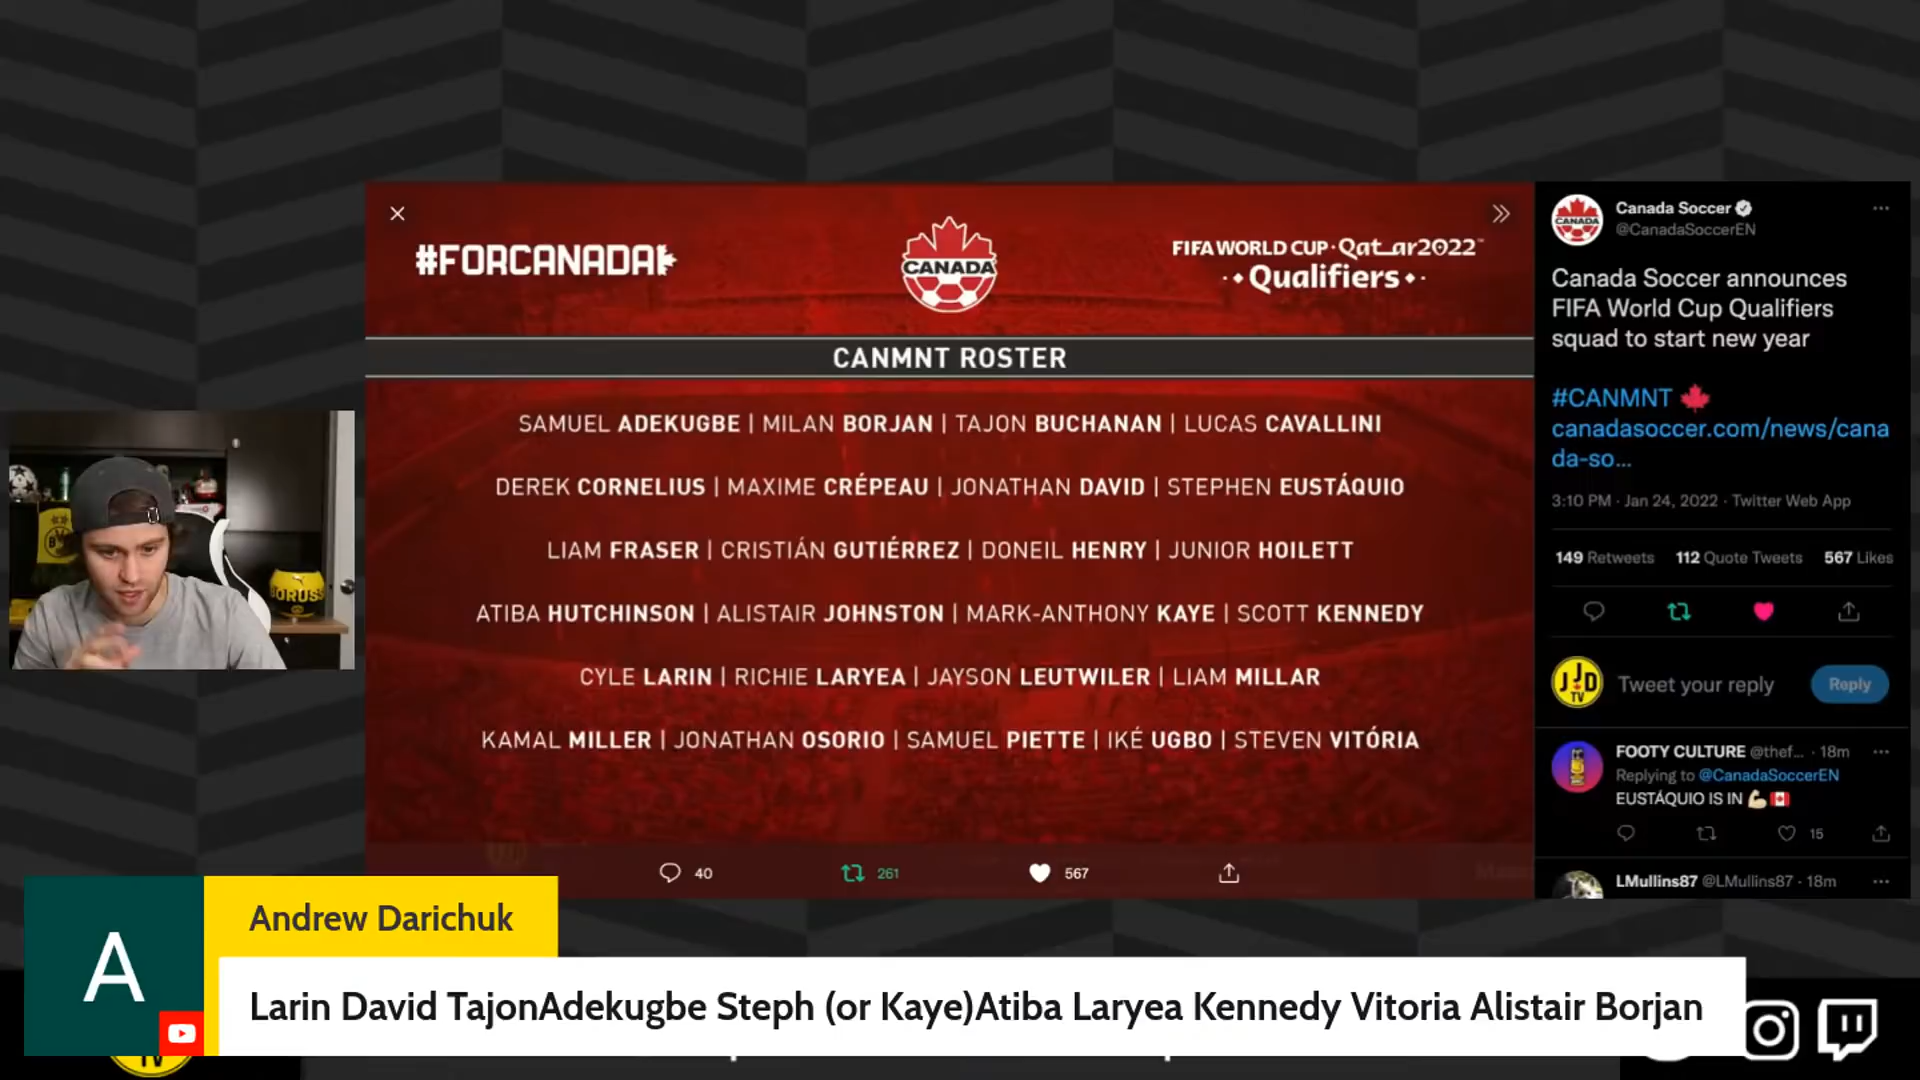 #FORCANADA
CANADA
FIFA WORLD CUP·Qatar2022™
Qualifiers
CANMNT ROSTER
SAMUEL ADEKUGBE | MILAN BORJAN | TAJON BUCHANAN | LUCAS CAVALLINI
DEREK CORNELIUS | MAXIME CRÉPEAU | JONATHAN DAVID | STEPHEN EUSTÁQUIO
LIAM FRASER | CRISTIÁN GUTIÉRREZ | DONEIL HENRY | JUNIOR HOILETT
ATIBA HUTCHINSON | ALISTAIR JOHNSTON | MARK-ANTHONY KAYE | SCOTT KENNEDY
CYLE LARIN | RICHIE LARYEA | JAYSON LEUTWILER | LIAM MILLAR
KAMAL MILLER | JONATHAN OSORIO | SAMUEL PIETTE | IKÉ UGBO | STEVEN VITÓRIA
40 261 567
CANADA
Canada Soccer
@CanadaSoccerEN
Canada Soccer announces
FIFA World Cup Qualifiers
squad to start new year
#CANMNT 🍁
canadasoccer.com/news/cana
da-so...
3:10 PM · Jan 24, 2022 · Twitter Web App
149 Retweets 112 Quote Tweets 567 Likes
JJD
TV
Tweet your reply
Reply
FOOTY CULTURE @thef... · 18m
Replying to @CanadaSoccerEN
EUSTÁQUIO IS IN 💪🏻🇨🇦
15
LMullins87 @LMullins87 · 18m
BORUSS
A
Andrew Darichuk
Larin David TajonAdekugbe Steph (or Kaye)Atiba Laryea Kennedy Vitoria Alistair Borjan
TV